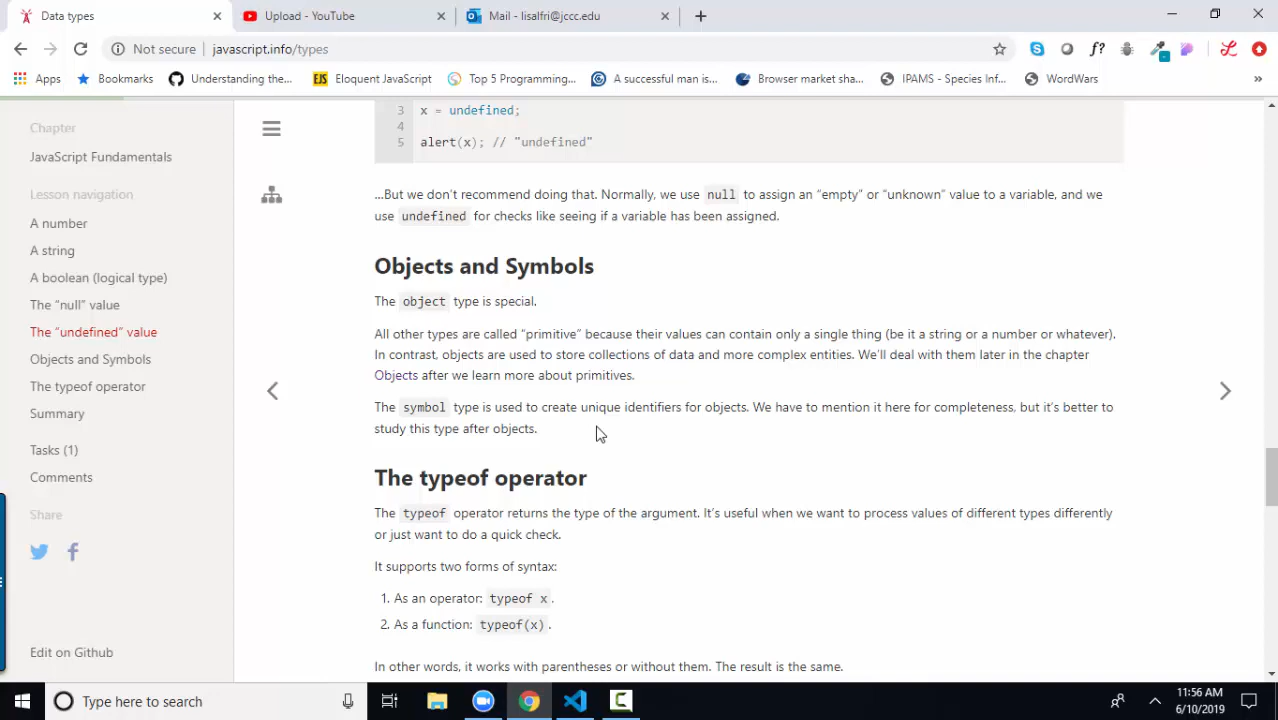 Data types
Upload - YouTube
Mail - lisalfri@jccc.edu
Not secure
javascript.info/types
Apps
Bookmarks
Understanding the...
EJS
Eloquent JavaScript
Top 5 Programming...
A successful man is...
Browser market sha...
IPAMS - Species Inf...
WordWars
»
Chapter
JavaScript Fundamentals
Lesson navigation
A number
A string
A boolean (logical type)
The “null” value
The “undefined” value
Objects and Symbols
The typeof operator
Summary
Tasks (1)
Comments
Share
Edit on Github
3 x = undefined;
4
5 alert(x); // "undefined"
…But we don’t recommend doing that. Normally, we use null to assign an “empty” or “unknown” value to a variable, and we
use undefined for checks like seeing if a variable has been assigned.
Objects and Symbols
The object type is special.
All other types are called “primitive” because their values can contain only a single thing (be it a string or a number or whatever).
In contrast, objects are used to store collections of data and more complex entities. We’ll deal with them later in the chapter
Objects after we learn more about primitives.
The symbol type is used to create unique identifiers for objects. We have to mention it here for completeness, but it’s better to
study this type after objects.
The typeof operator
The typeof operator returns the type of the argument. It’s useful when we want to process values of different types differently
or just want to do a quick check.
It supports two forms of syntax:
1. As an operator: typeof x.
2. As a function: typeof(x).
In other words, it works with parentheses or without them. The result is the same.
Type here to search
11:56 AM
6/10/2019